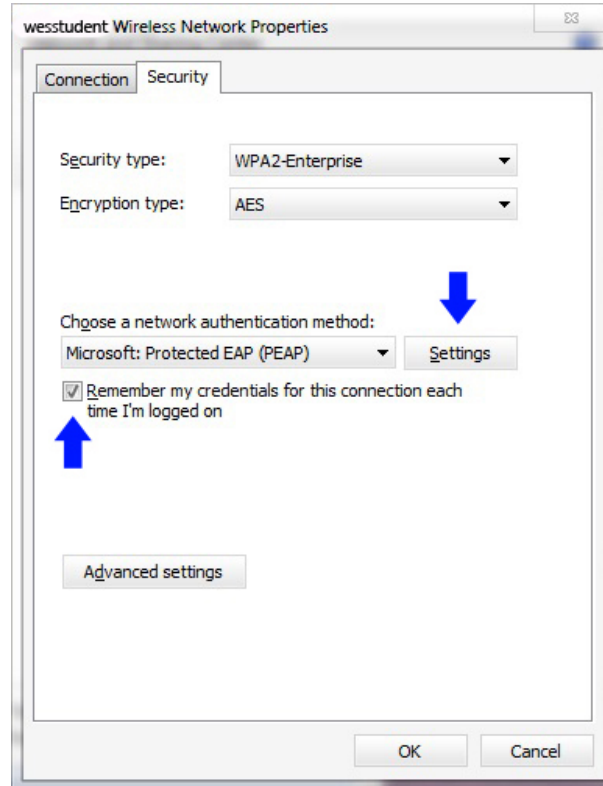 wesstudent Wireless Network Properties
Connection Security
Security type: WPA2-Enterprise
Encryption type: AES
Choose a network authentication method:
Microsoft: Protected EAP (PEAP) Settings
Remember my credentials for this connection each
time I'm logged on
Advanced settings
OK Cancel